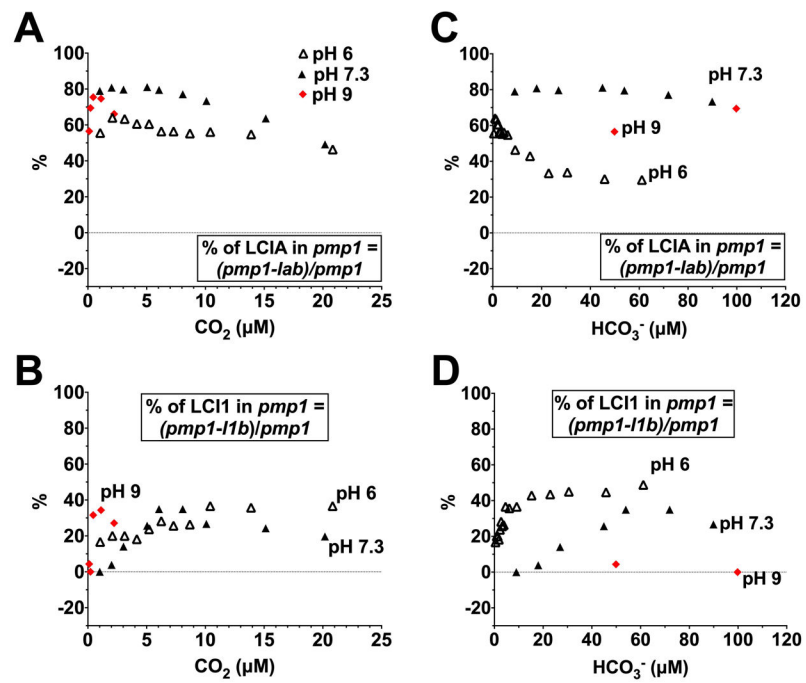 A
100
80
60
40
20
0
-20
%
pH 6
pH 7.3
pH 9
% of LCIA in pmp1 =
(pmp1-lab)/pmp1
0 5 10 15 20 25
CO2 (µM)
C
100
80
60
40
20
0
-20
%
pH 7.3
pH 9
pH 6
% of LCIA in pmp1 =
(pmp1-lab)/pmp1
0 20 40 60 80 100 120
HCO3- (µM)
B
100
80
60
40
20
0
-20
%
% of LCI1 in pmp1 =
(pmp1-l1b)/pmp1
pH 9
pH 6
pH 7.3
0 5 10 15 20 25
CO2 (µM)
D
100
80
60
40
20
0
-20
%
% of LCI1 in pmp1 =
(pmp1-l1b)/pmp1
pH 6
pH 7.3
pH 9
0 20 40 60 80 100 120
HCO3- (µM)